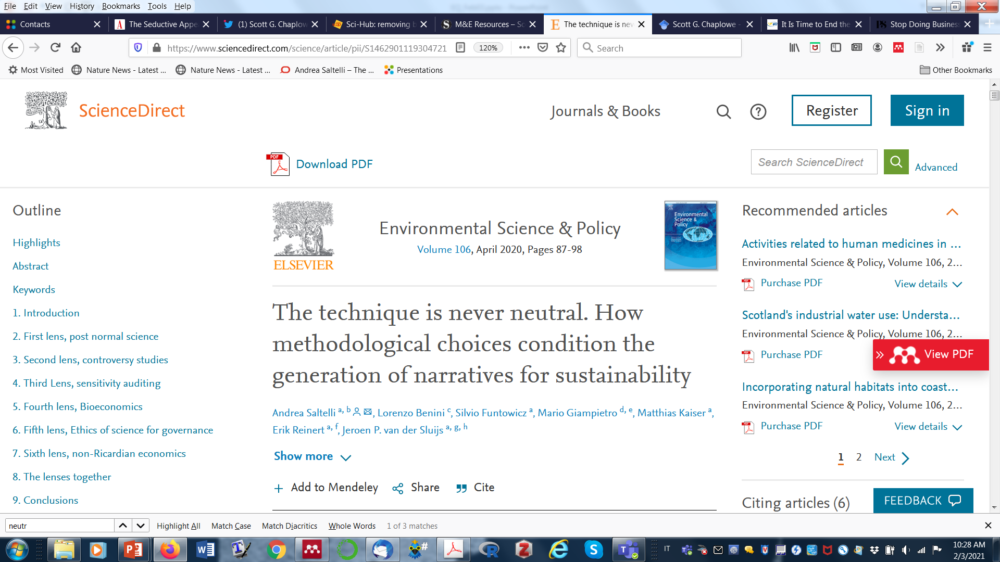 File Edit View History Bookmarks Tools Help
Contacts
The Seductive Appe
(1) Scott G. Chaplow
Sci-Hub: removing b
M&E Resources – Sc
The technique is nev
Scott G. Chaplowe -
It Is Time to End the
Stop Doing Business
https://www.sciencedirect.com/science/article/pii/S1462901119304721
120%
Search
Most Visited
Nature News - Latest ...
Nature News - Latest ...
Andrea Saltelli – The ...
Presentations
Other Bookmarks
ScienceDirect
Journals & Books
Register
Sign in
PDF
Download PDF
Search ScienceDirect
Advanced
Outline
Highlights
Abstract
Keywords
1. Introduction
2. First lens, post normal science
3. Second lens, controversy studies
4. Third Lens, sensitivity auditing
5. Fourth lens, Bioeconomics
6. Fifth lens, Ethics of science for governance
7. Sixth lens, non-Ricardian economics
8. The lenses together
9. Conclusions
ELSEVIER
Environmental Science & Policy
Volume 106, April 2020, Pages 87-98
Environmental
Science &
Policy
The technique is never neutral. How
methodological choices condition the
generation of narratives for sustainability
Andrea Saltelli a, b, Lorenzo Benini c, Silvio Funtowicz a, Mario Giampietro d, e, Matthias Kaiser a,
Erik Reinert a, f, Jeroen P. van der Sluijs a, g, h
Show more
Add to Mendeley
Share
Cite
Recommended articles
Activities related to human medicines in ...
Environmental Science & Policy, Volume 106, 2...
Purchase PDF
View details
Scotland's industrial water use: Understa...
Environmental Science & Policy, Volume 106, 2...
Purchase PDF
View PDF
Incorporating natural habitats into coast...
Environmental Science & Policy, Volume 106, 2...
Purchase PDF
View details
1 2 Next
Citing articles (6)
FEEDBACK
neutr
Highlight All
Match Case
Match Diacritics
Whole Words
1 of 3 matches
IT
10:28 AM
2/3/2021